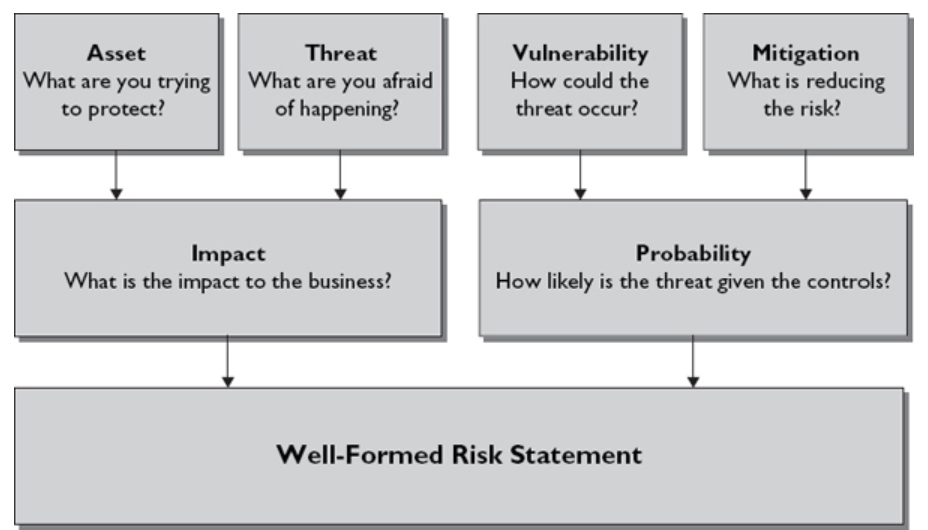 Asset
What are you trying
to protect?
Threat
What are you afraid
of happening?
Vulnerability
How could the
threat occur?
Mitigation
What is reducing
the risk?
Impact
What is the impact to the business?
Probability
How likely is the threat given the controls?
Well-Formed Risk Statement